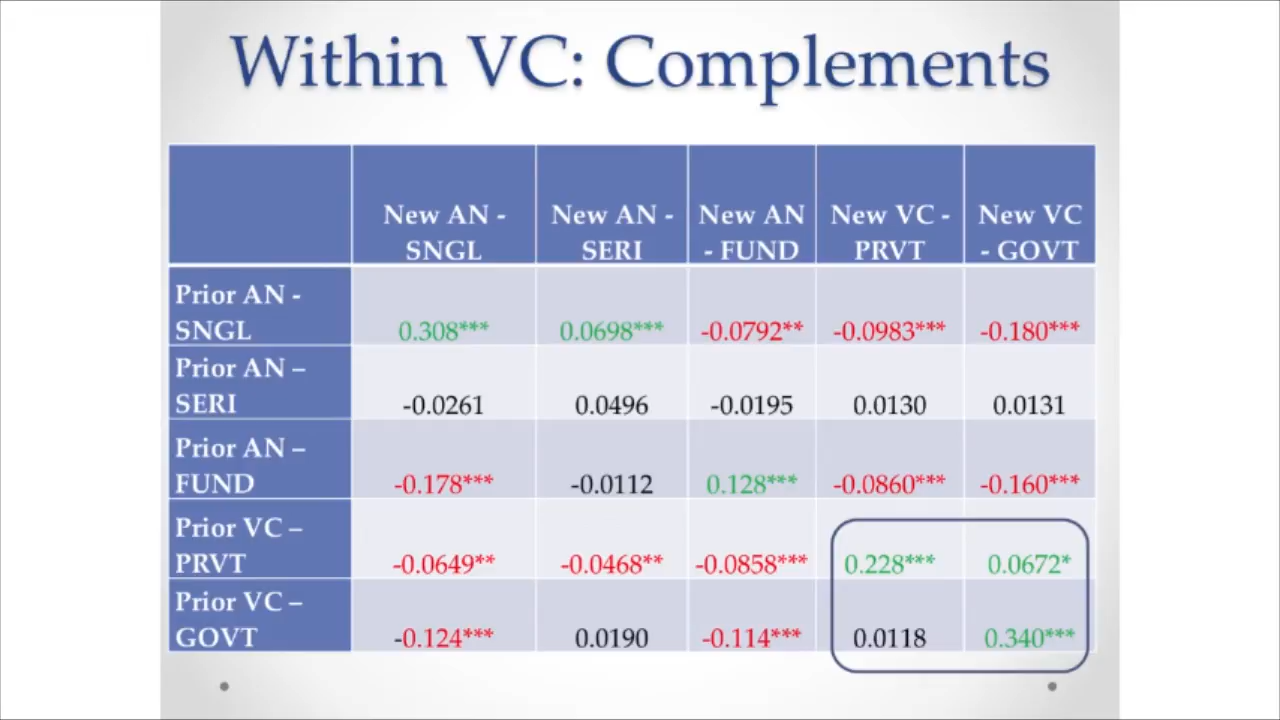 Within VC: Complements
New AN - New AN - New AN New VC - New VC
SNGL SERI - FUND PRVT - GOVT
Prior AN -
SNGL 0.308*** 0.0698*** -0.0792** -0.0983*** -0.180***
Prior AN –
SERI -0.0261 0.0496 -0.0195 0.0130 0.0131
Prior AN –
FUND -0.178*** -0.0112 0.128*** -0.0860*** -0.160***
Prior VC –
PRVT -0.0649** -0.0468** -0.0858*** 0.228*** 0.0672*
Prior VC –
GOVT -0.124*** 0.0190 -0.114*** 0.0118 0.340***